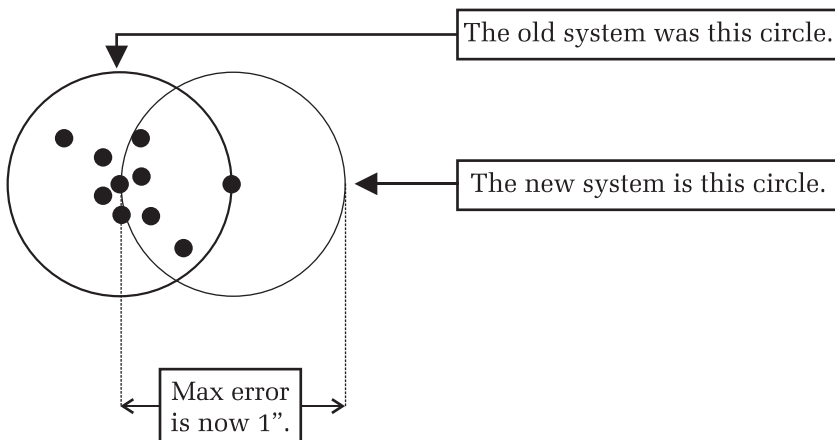 The old system was this circle.
The new system is this circle.
Max error
is now 1”.